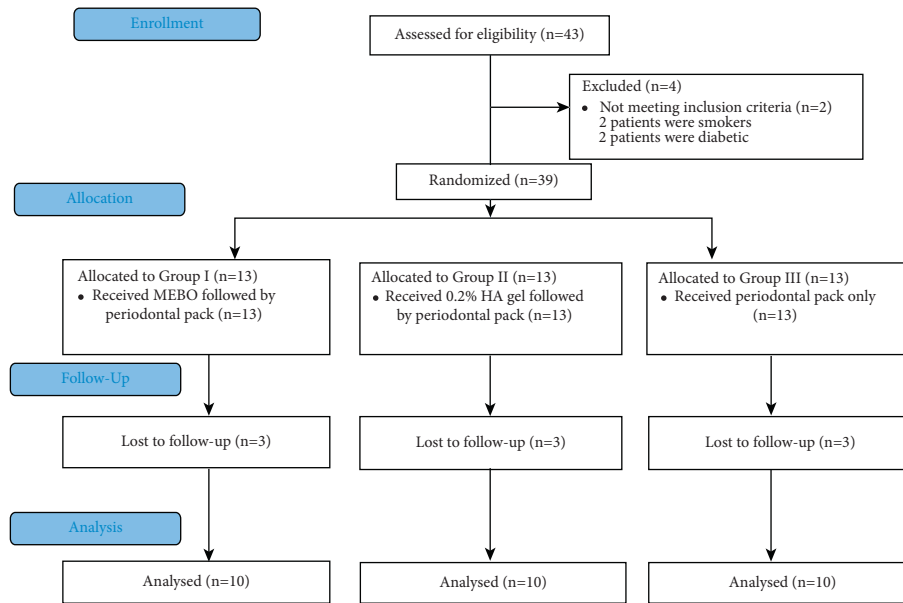 Enrollment
Assessed for eligibility (n=43)
Excluded (n=4)
• Not meeting inclusion criteria (n=2)
2 patients were smokers
2 patients were diabetic
Randomized (n=39)
Allocation
Allocated to Group I (n=13)
• Received MEBO followed by
periodontal pack (n=13)
Allocated to Group II (n=13)
• Received 0.2% HA gel followed
by periodontal pack (n=13)
Allocated to Group III (n=13)
• Received periodontal pack only
(n=13)
Follow-Up
Lost to follow-up (n=3)
Lost to follow-up (n=3)
Lost to follow-up (n=3)
Analysis
Analysed (n=10)
Analysed (n=10)
Analysed (n=10)